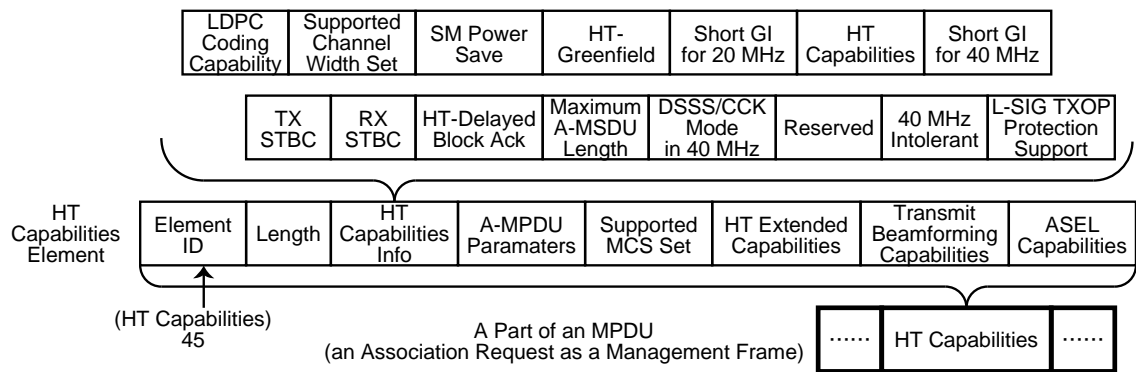 LDPC Coding Capability
Supported Channel Width Set
SM Power Save
HT-Greenfield
Short GI for 20 MHz
HT Capabilities
Short GI for 40 MHz
TX STBC
RX STBC
HT-Delayed Block Ack
Maximum A-MSDU Length
DSSS/CCK Mode in 40 MHz
Reserved
40 MHz Intolerant
L-SIG TXOP Protection Support
HT Capabilities Element
Element ID
Length
HT Capabilities Info
A-MPDU Paramaters
Supported MCS Set
HT Extended Capabilities
Transmit Beamforming Capabilities
ASEL Capabilities
(HT Capabilities)
45
A Part of an MPDU
(an Association Request as a Management Frame)
......
HT Capabilities
......